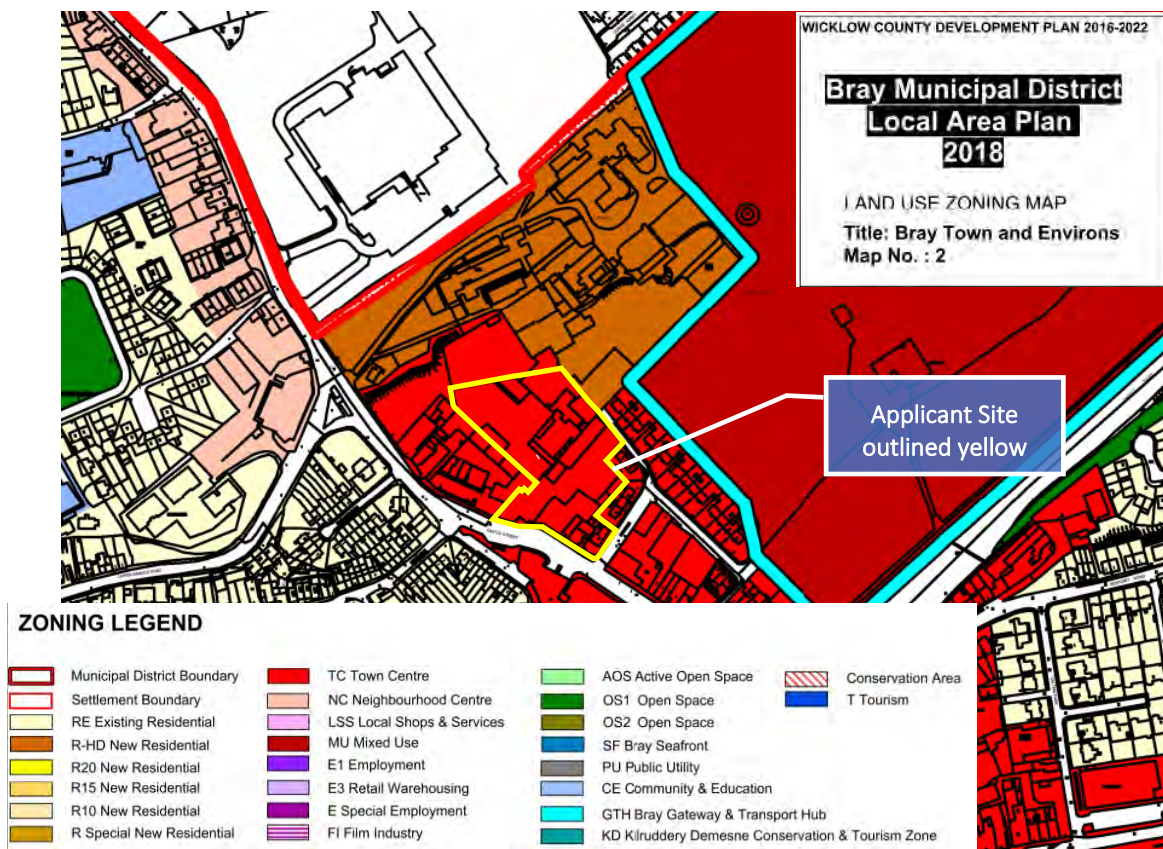 WICKLOW COUNTY DEVELOPMENT PLAN 2016-2022
Bray Municipal District
Local Area Plan
2018
LAND USE ZONING MAP
Title: Bray Town and Environs
Map No. : 2
Applicant Site
outlined yellow
CASTLE STREET
ZONING LEGEND
Municipal District Boundary
Settlement Boundary
RE Existing Residential
R-HD New Residential
R20 New Residential
R15 New Residential
R10 New Residential
R Special New Residential
TC Town Centre
NC Neighbourhood Centre
LSS Local Shops & Services
MU Mixed Use
E1 Employment
E3 Retail Warehousing
E Special Employment
FI Film Industry
AOS Active Open Space
OS1 Open Space
OS2 Open Space
SF Bray Seafront
PU Public Utility
CE Community & Education
GTH Bray Gateway & Transport Hub
KD Kilruddery Demesne Conservation & Tourism Zone
Conservation Area
T Tourism